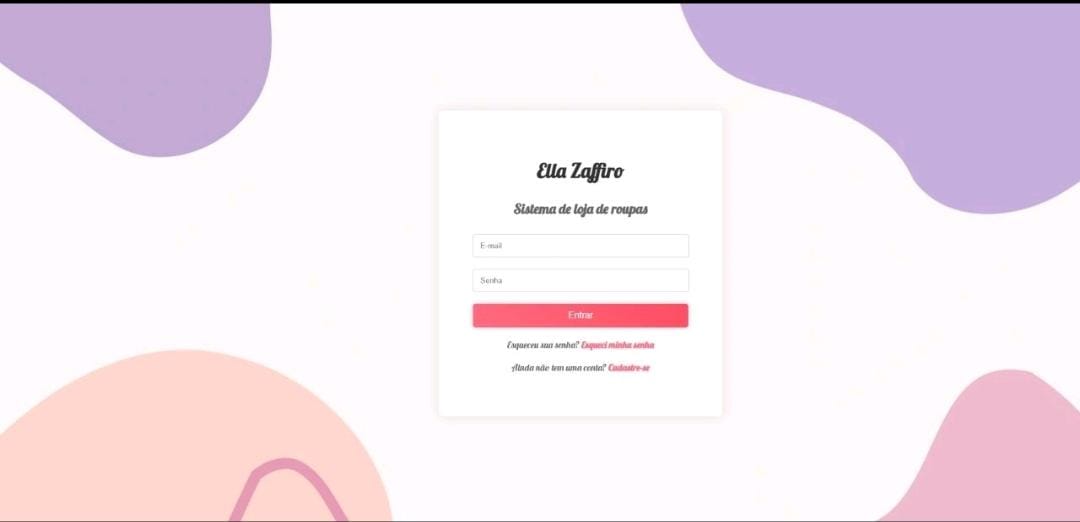 Ella Zaffiro
Sistema de loja de roupas
E-mail
Senha
Entrar
Esqueceu sua senha? Esqueci minha senha
Ainda não tem uma conta? Cadastre-se